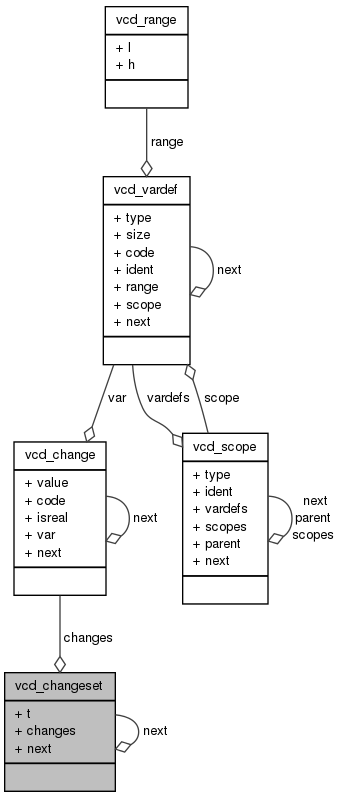 vcd_range
+ l
+ h
range
vcd_vardef
+ type
+ size
+ code
+ ident
+ range
+ scope
+ next
next
var
vardefs
scope
vcd_change
+ value
+ code
+ isreal
+ var
+ next
next
vcd_scope
+ type
+ ident
+ vardefs
+ scopes
+ parent
+ next
next
parent
scopes
changes
vcd_changeset
+ t
+ changes
+ next
next